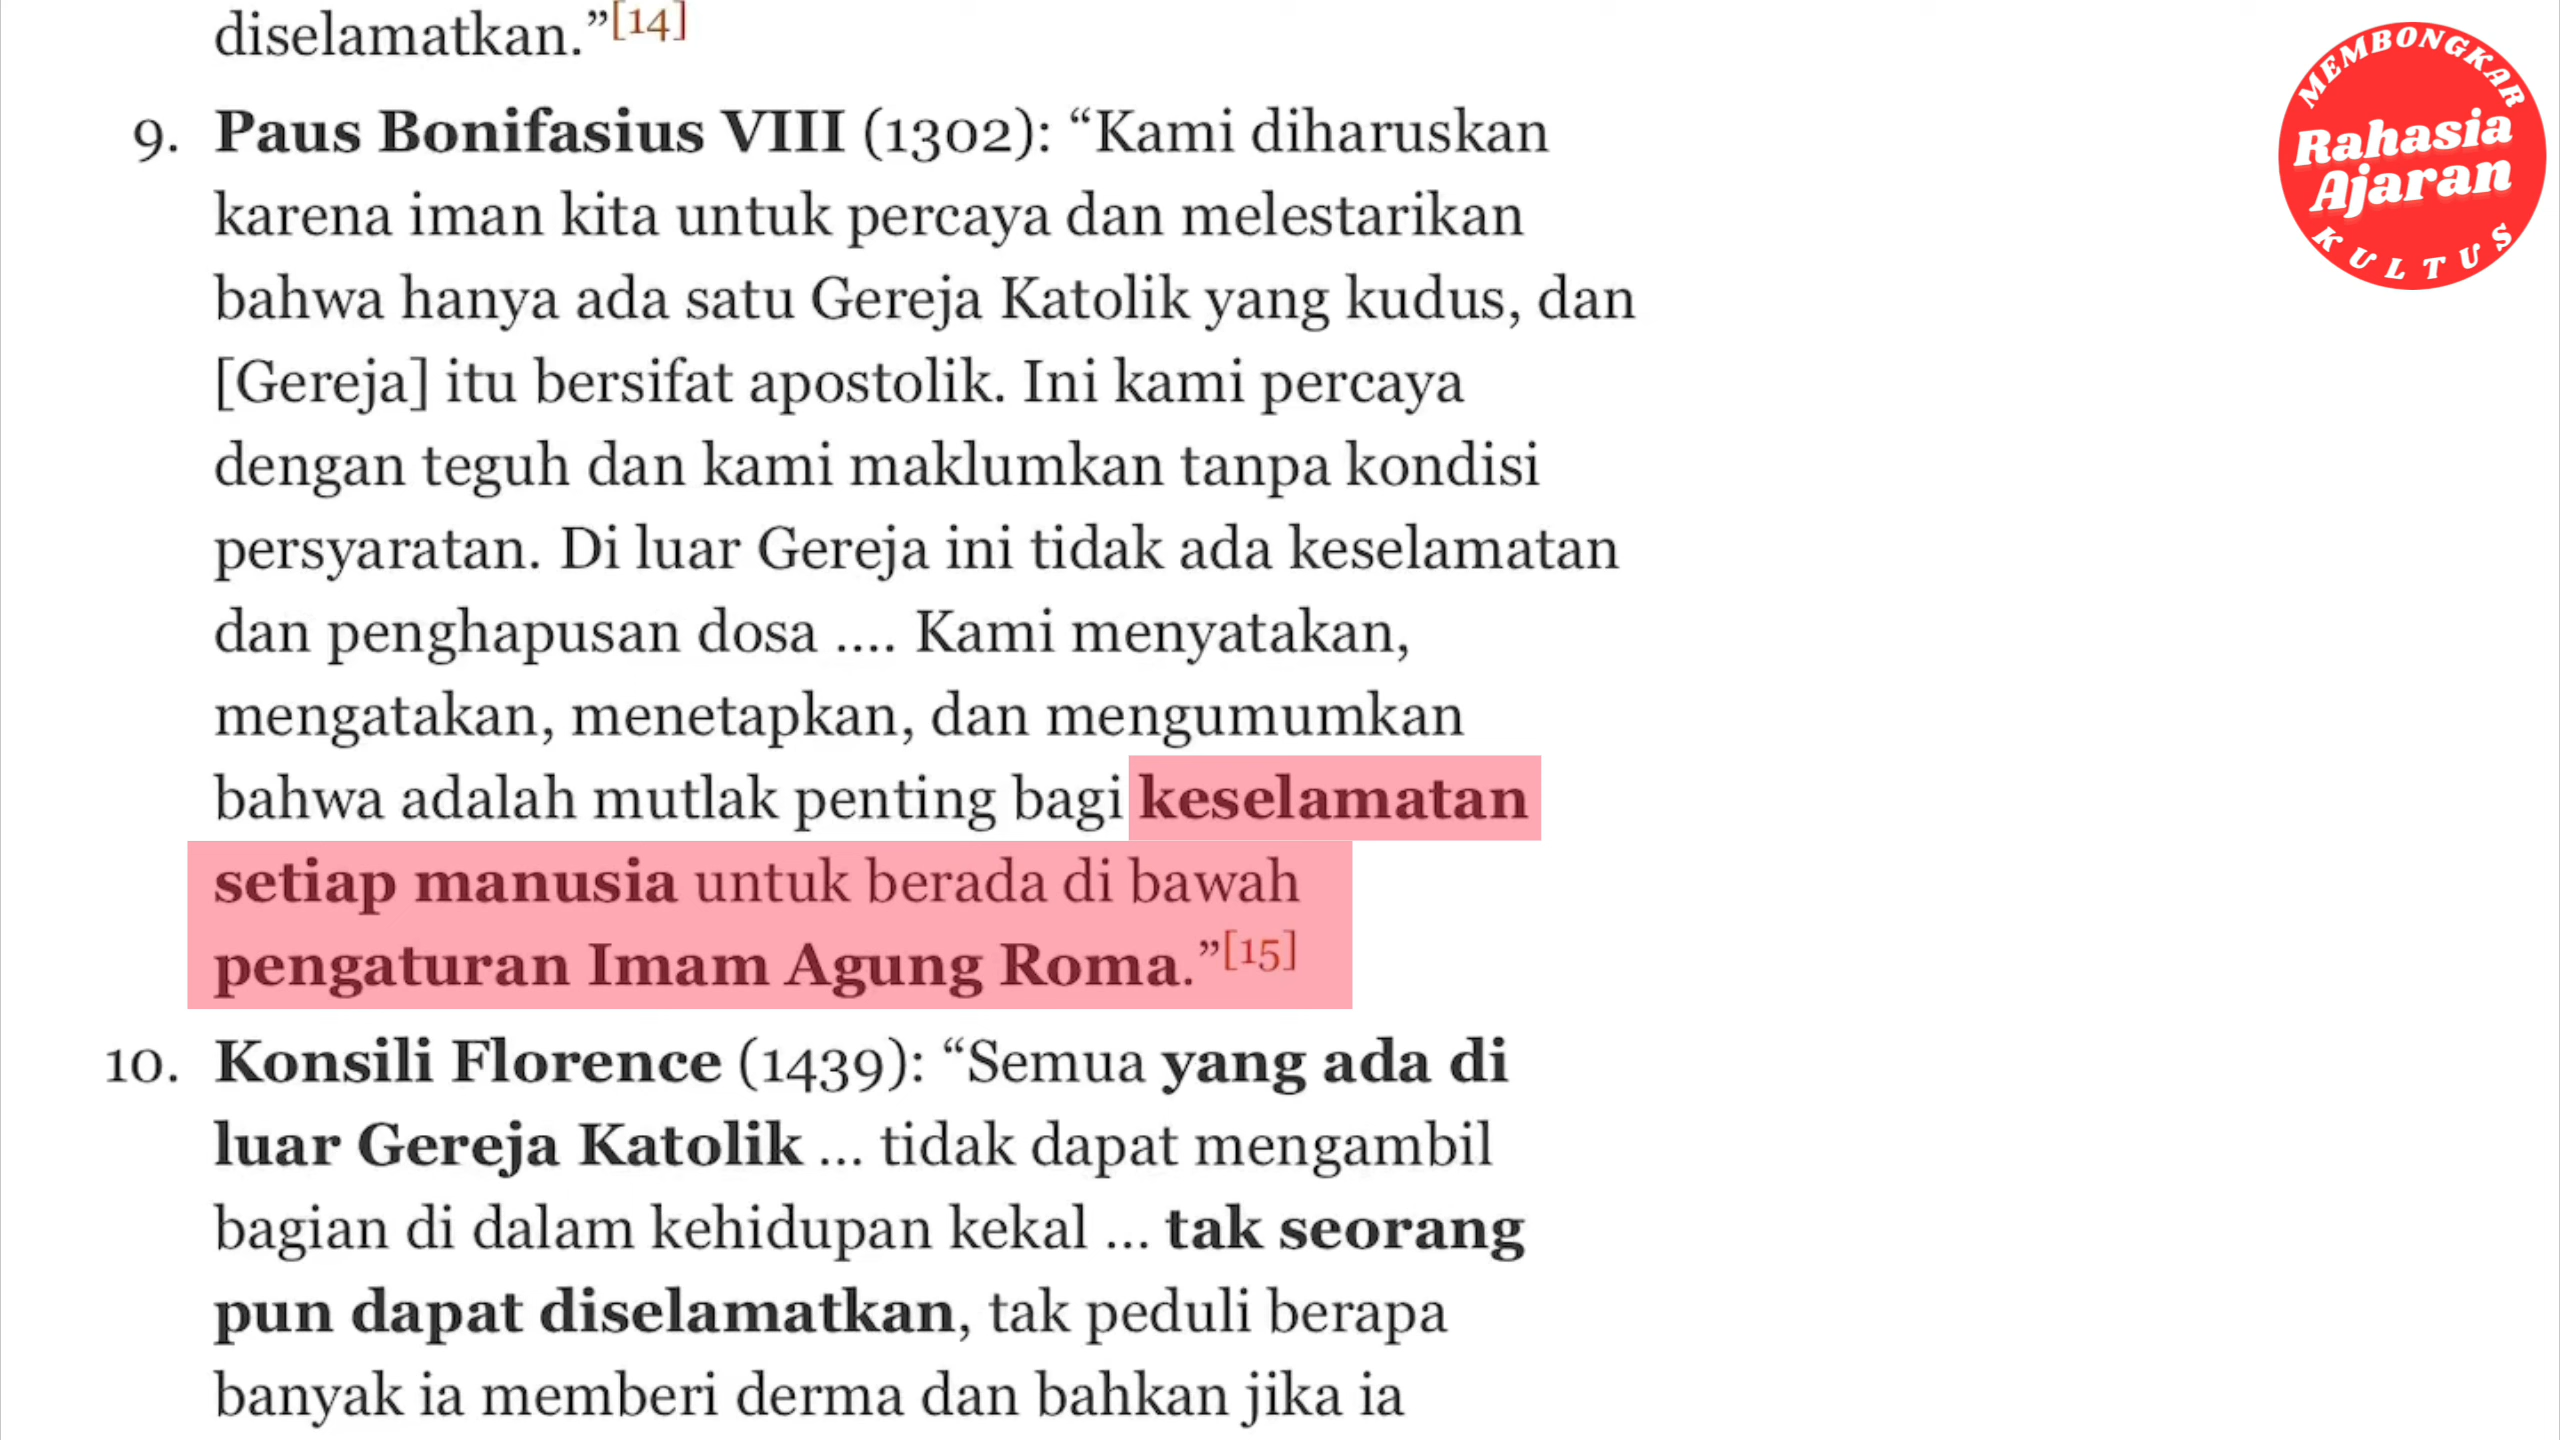 diselamatkan.”[14]
9. Paus Bonifasius VIII (1302): “Kami diharuskan
karena iman kita untuk percaya dan melestarikan
bahwa hanya ada satu Gereja Katolik yang kudus, dan
[Gereja] itu bersifat apostolik. Ini kami percaya
dengan teguh dan kami maklumkan tanpa kondisi
persyaratan. Di luar Gereja ini tidak ada keselamatan
dan penghapusan dosa .... Kami menyatakan,
mengatakan, menetapkan, dan mengumumkan
bahwa adalah mutlak penting bagi keselamatan
setiap manusia untuk berada di bawah
pengaturan Imam Agung Roma.”[15]
10. Konsili Florence (1439): “Semua yang ada di
luar Gereja Katolik ... tidak dapat mengambil
bagian di dalam kehidupan kekal ... tak seorang
pun dapat diselamatkan, tak peduli berapa
banyak ia memberi derma dan bahkan jika ia
MEMBONGKAR
Rahasia
Ajaran
KULTUS